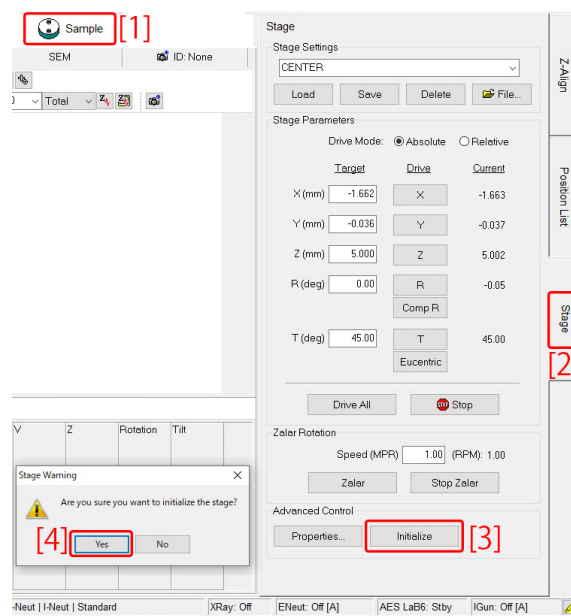 Sample [1]
SEM
ID: None
Total
Stage
Stage Settings
CENTER
Load Save Delete File...
Stage Parameters
Drive Mode: Absolute Relative
Target Drive Current
X (mm) -1.662 X -1.663
Y (mm) -0.036 Y -0.037
Z (mm) 5.000 Z 5.002
R (deg) 0.00 R -0.05
Comp R
T (deg) 45.00 T 45.00
Eucentric
Drive All STOP Stop
Zalar Rotation
Speed (MPR) 1.00 (RPM): 1.00
Zalar Stop Zalar
Advanced Control
Properties... Initialize [3]
Z-Align
Position List
Stage
[2]
V Z Rotation Tilt
Stage Warning X
Are you sure you want to initialize the stage?
[4] Yes No
-Neut | I-Neut | Standard XRay: Off ENeut: Off [A] AES LaB6: Stby IGun: Off [A]